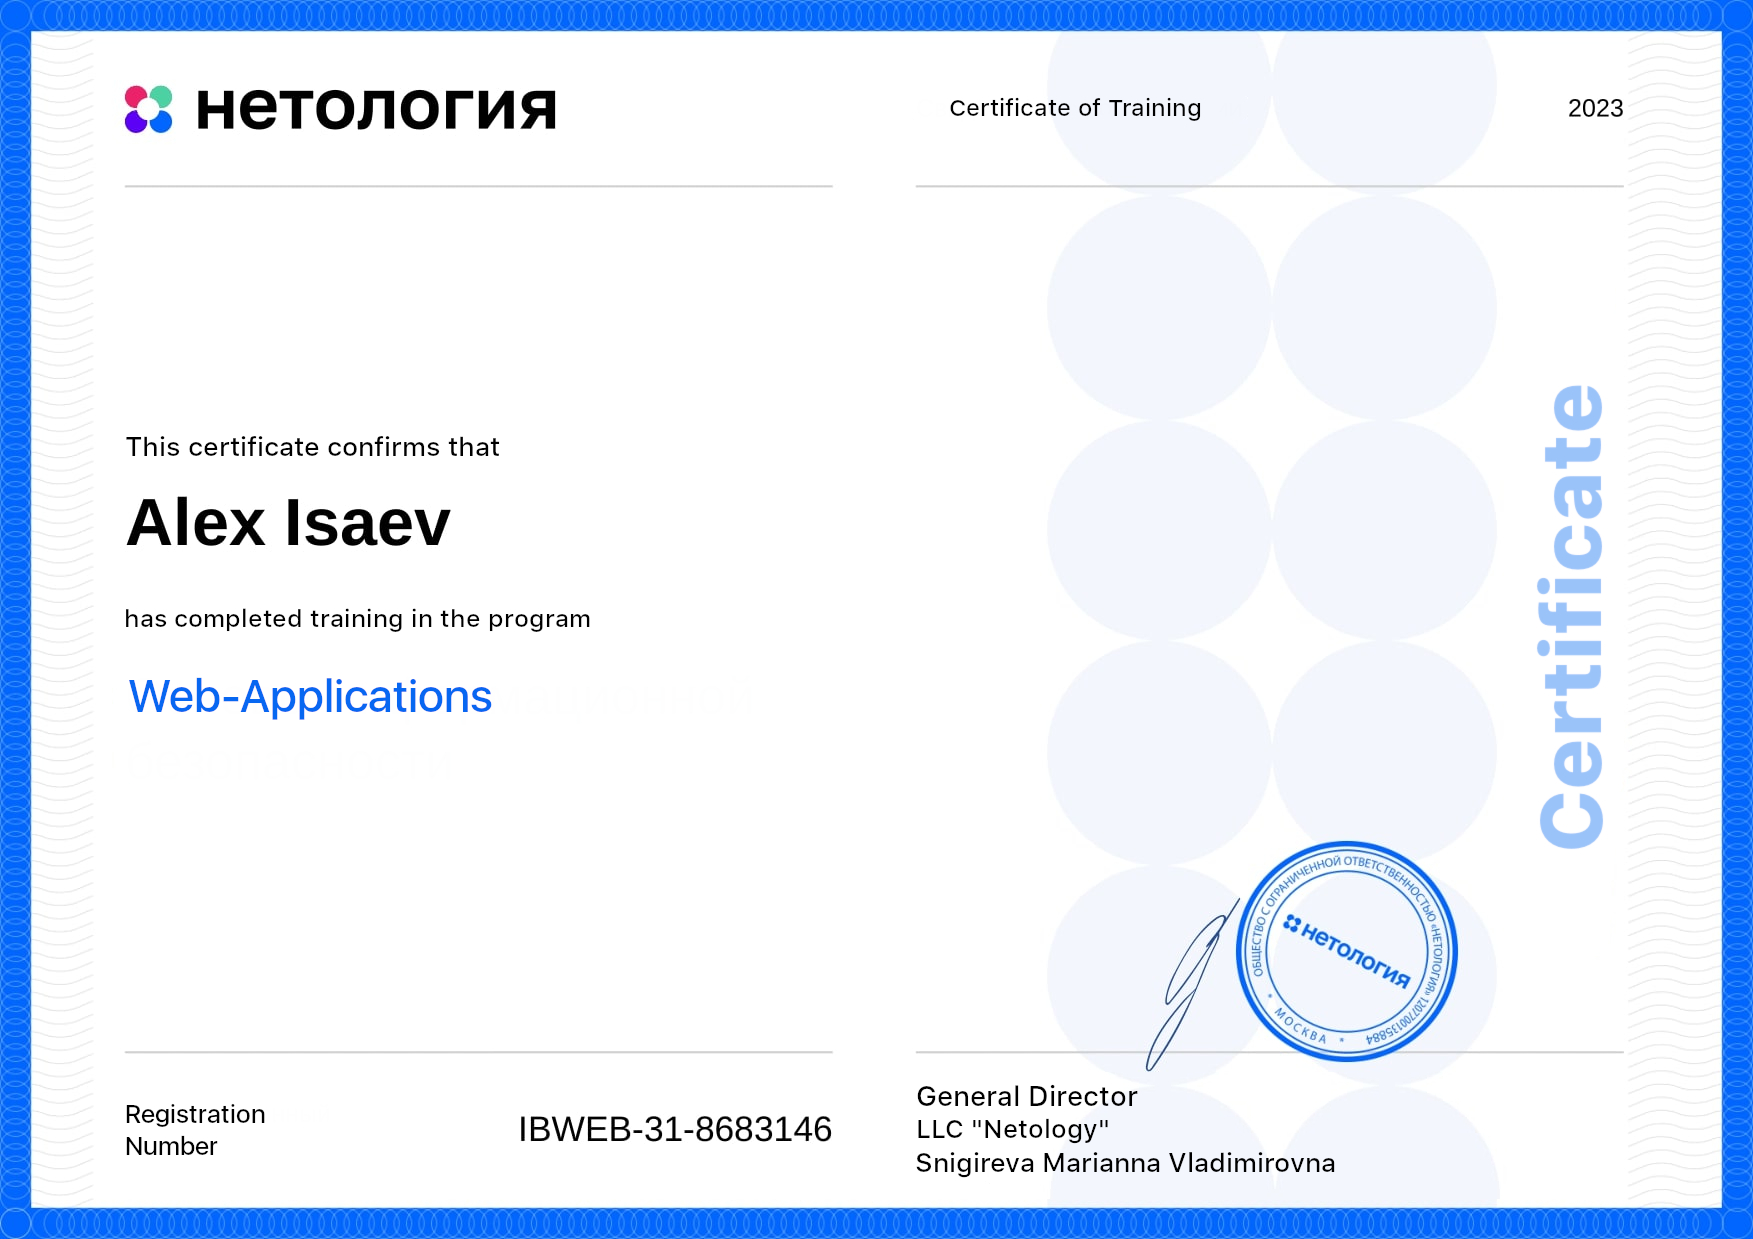 нетология
Certificate of Training
2023
This certificate confirms that
Alex Isaev
has completed training in the program
Web-Applications
Certificate
ОБЩЕСТВО С ОГРАНИЧЕННОЙ ОТВЕТСТВЕННОСТЬЮ «НЕТОЛОГИЯ» 1207700135884
* МОСКВА *
нетология
Registration
Number
IBWEB-31-8683146
General Director
LLC "Netology"
Snigireva Marianna Vladimirovna